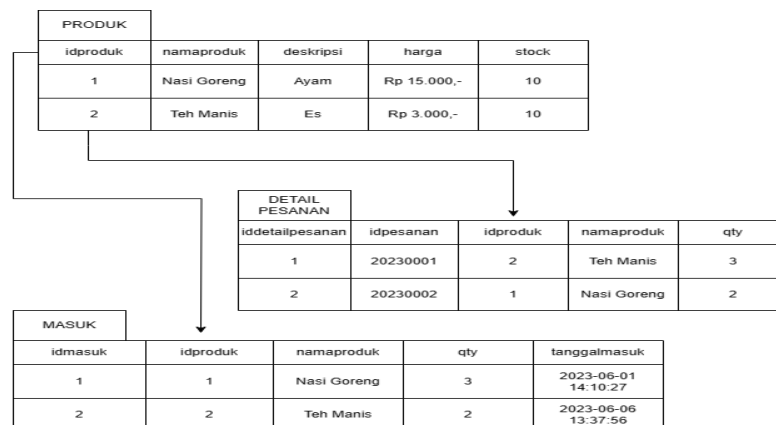 PRODUK
idproduk namaproduk deskripsi harga stock
1 Nasi Goreng Ayam Rp 15.000,- 10
2 Teh Manis Es Rp 3.000,- 10
DETAIL
PESANAN
iddetailpesanan idpesanan idproduk namaproduk qty
1 20230001 2 Teh Manis 3
2 20230002 1 Nasi Goreng 2
MASUK
idmasuk idproduk namaproduk qty tanggalmasuk
1 1 Nasi Goreng 3 2023-06-01
14:10:27
2 2 Teh Manis 2 2023-06-06
13:37:56